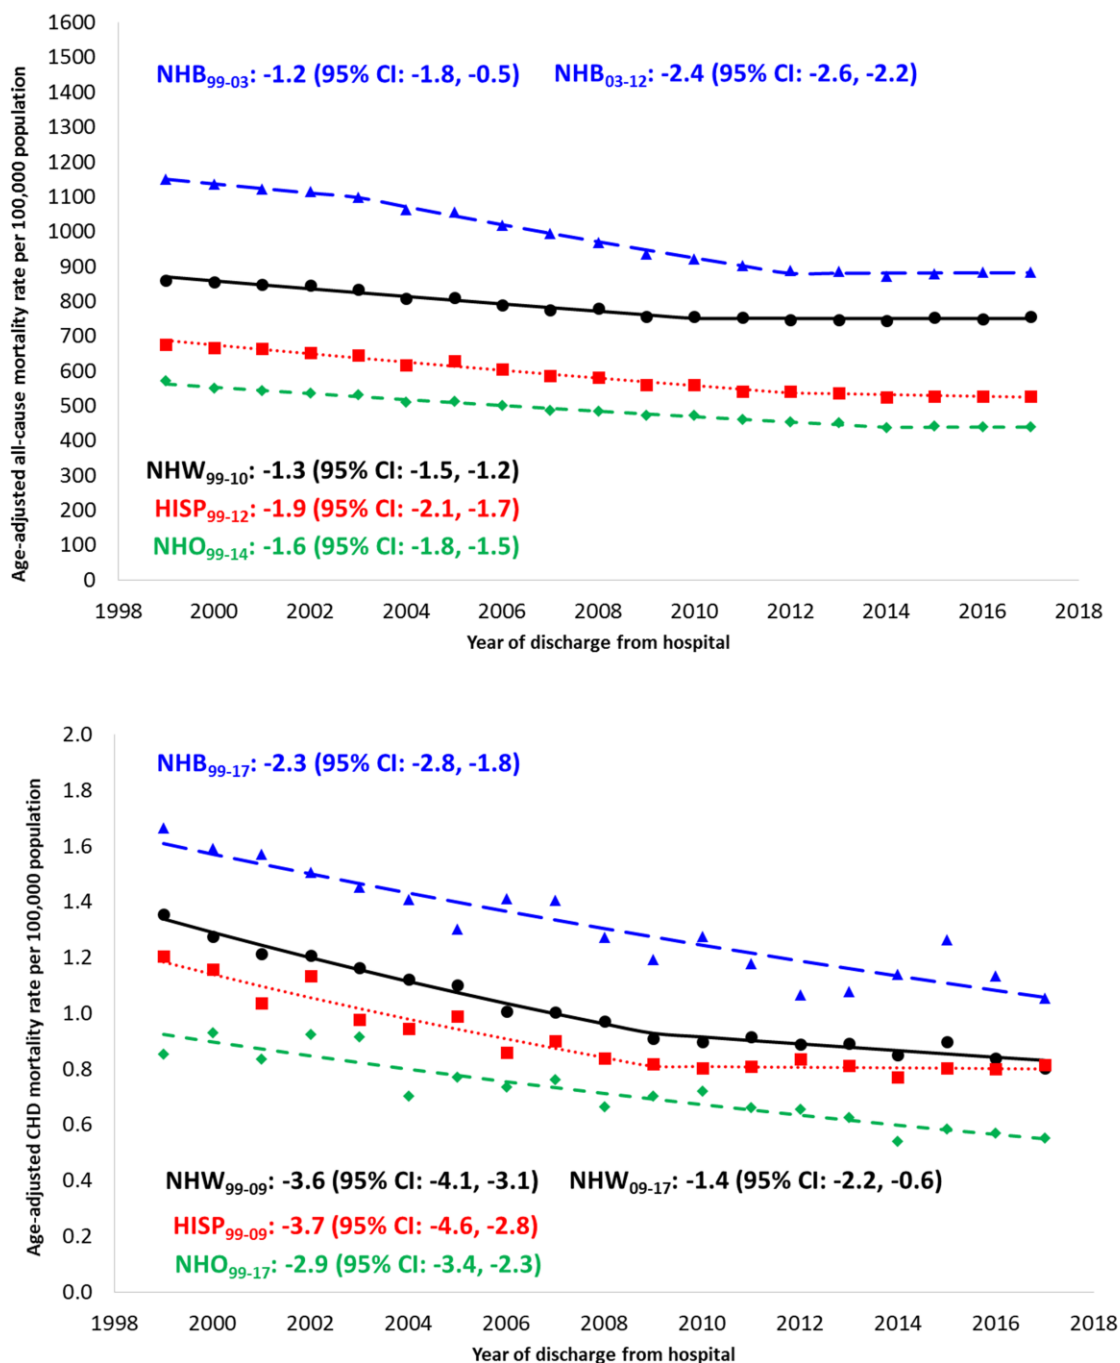 1600
1500
1400
1300
1200
1100
1000
900
800
700
600
500
400
300
200
100
0
Age-adjusted all-cause mortality rate per 100,000 population
NHB99-03: -1.2 (95% CI: -1.8, -0.5) NHB03-12: -2.4 (95% CI: -2.6, -2.2)
NHW99-10: -1.3 (95% CI: -1.5, -1.2)
HISP99-12: -1.9 (95% CI: -2.1, -1.7)
NHO99-14: -1.6 (95% CI: -1.8, -1.5)
1998 2000 2002 2004 2006 2008 2010 2012 2014 2016 2018
Year of discharge from hospital
2.0
1.8
1.6
1.4
1.2
1.0
0.8
0.6
0.4
0.2
0.0
Age-adjusted CHD mortality rate per 100,000 population
NHB99-17: -2.3 (95% CI: -2.8, -1.8)
NHW99-09: -3.6 (95% CI: -4.1, -3.1) NHW09-17: -1.4 (95% CI: -2.2, -0.6)
HISP99-09: -3.7 (95% CI: -4.6, -2.8)
NHO99-17: -2.9 (95% CI: -3.4, -2.3)
1998 2000 2002 2004 2006 2008 2010 2012 2014 2016 2018
Year of discharge from hospital